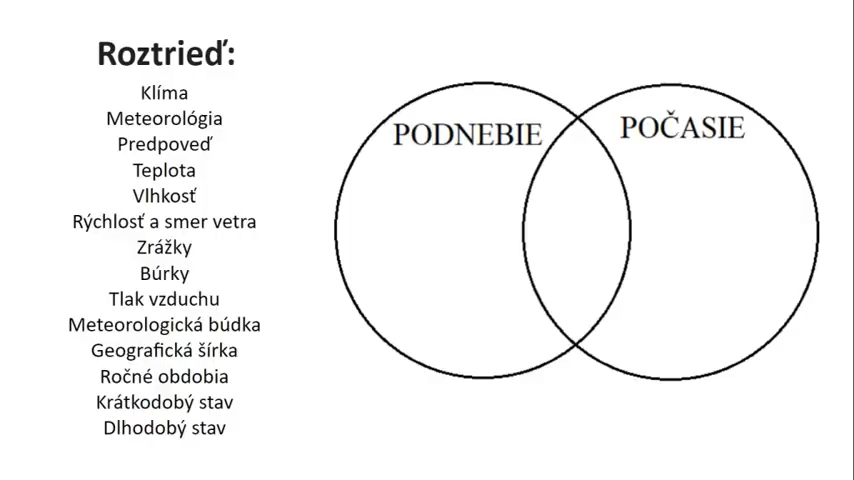 Roztrieď:
Klíma
Meteorológia
Predpoveď
Teplota
Vlhkosť
Rýchlosť a smer vetra
Zrážky
Búrky
Tlak vzduchu
Meteorologická búdka
Geografická šírka
Ročné obdobia
Krátkodobý stav
Dlhodobý stav
PODNEBIE
POČASIE